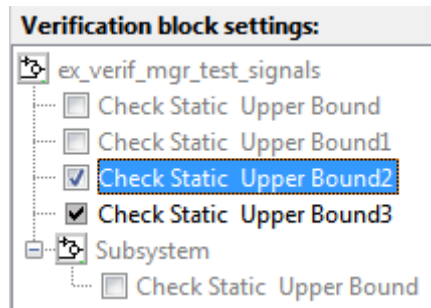 Verification block settings:
ex_verif_mgr_test_signals
Check Static Upper Bound
Check Static Upper Bound1
Check Static Upper Bound2
Check Static Upper Bound3
Subsystem
Check Static Upper Bound